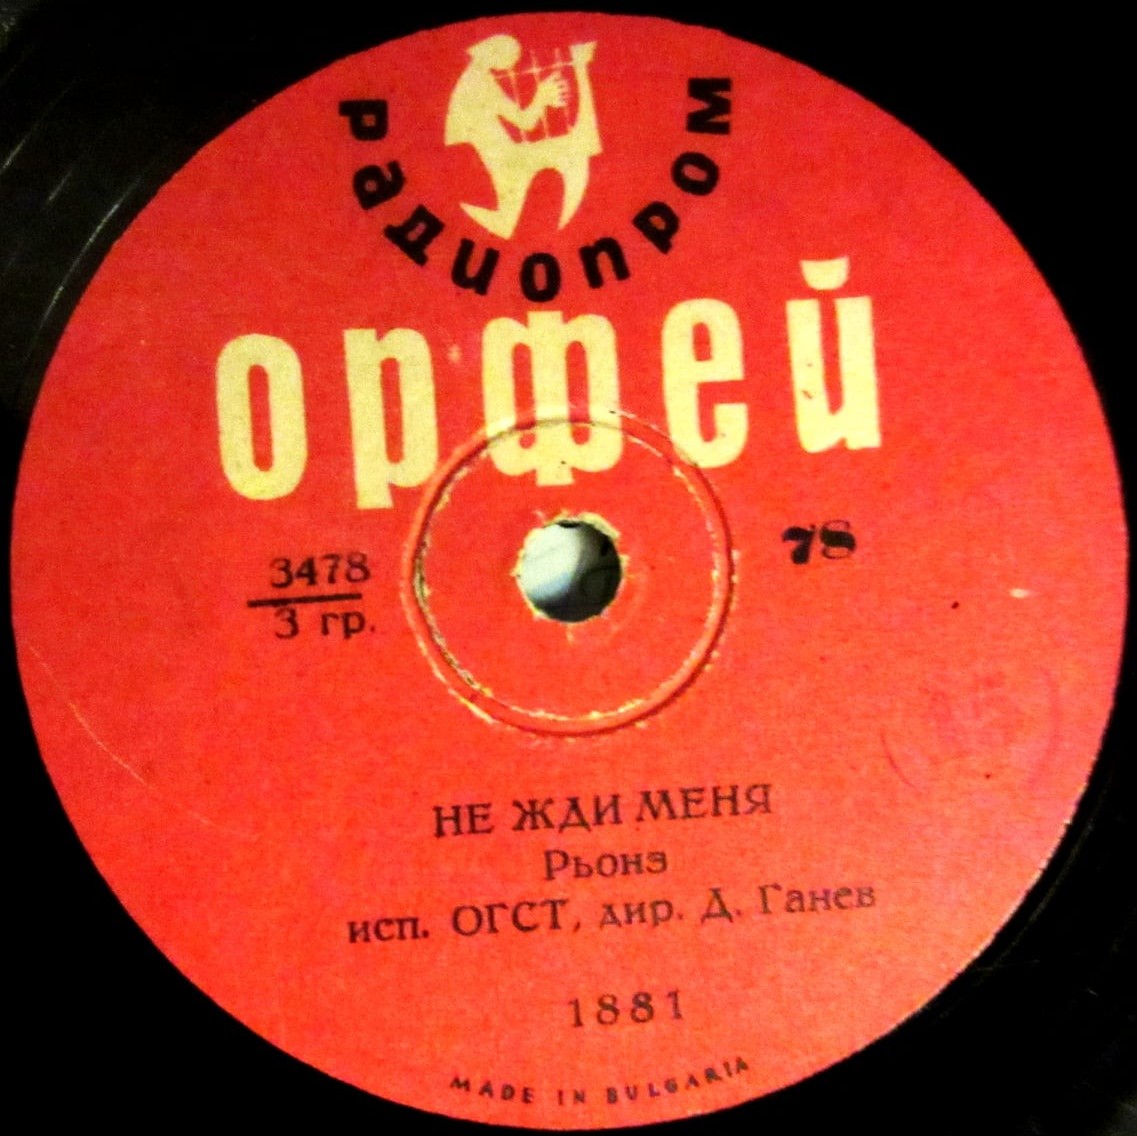 Радиопром
орфей
3478
3 гр.
78
НЕ ЖДИ МЕНЯ
Рьонэ
исп. ОГСТ, дир. Д. Ганев
1881
MADE IN BULGARIA